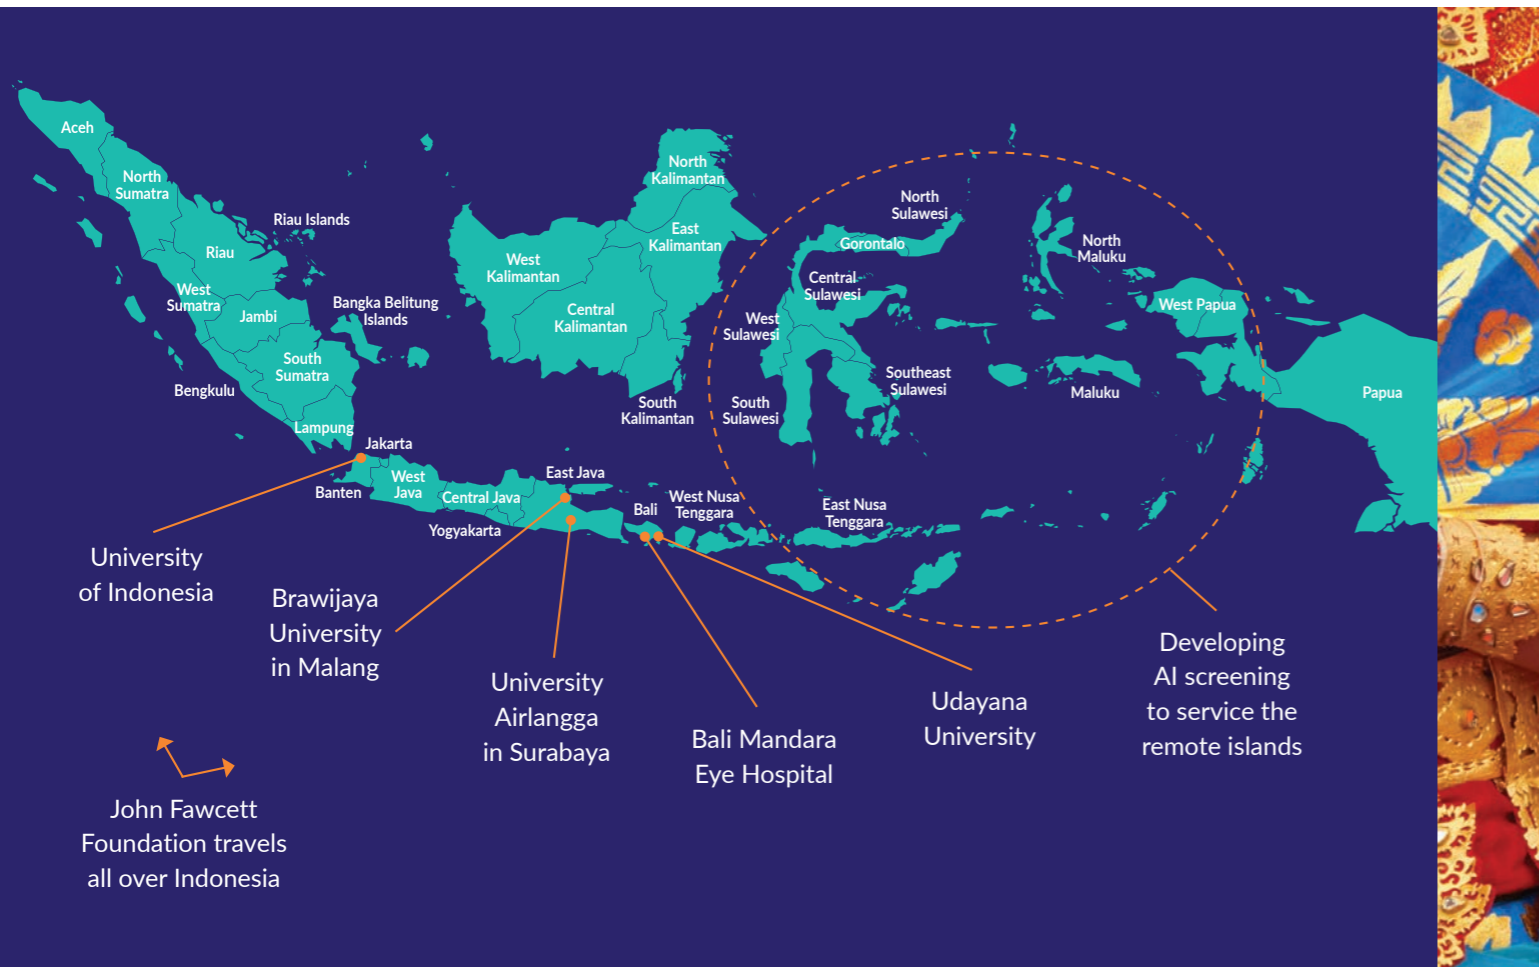 Aceh
North
Sumatra
Riau Islands
Riau
West
Sumatra
Jambi
Bangka Belitung
Islands
South
Sumatra
Bengkulu
Lampung
North
Kalimantan
East
Kalimantan
West
Kalimantan
Central
Kalimantan
South
Kalimantan
North
Sulawesi
Gorontalo
Central
Sulawesi
West
Sulawesi
South
Sulawesi
Southeast
Sulawesi
North
Maluku
West Papua
Maluku
Papua
Jakarta
Banten
West
Java
Central Java
Yogyakarta
East Java
Bali
West Nusa
Tenggara
East Nusa
Tenggara
University
of Indonesia
Brawijaya
University
in Malang
University
Airlangga
in Surabaya
Bali Mandara
Eye Hospital
Udayana
University
Developing
AI screening
to service the
remote islands
John Fawcett
Foundation travels
all over Indonesia